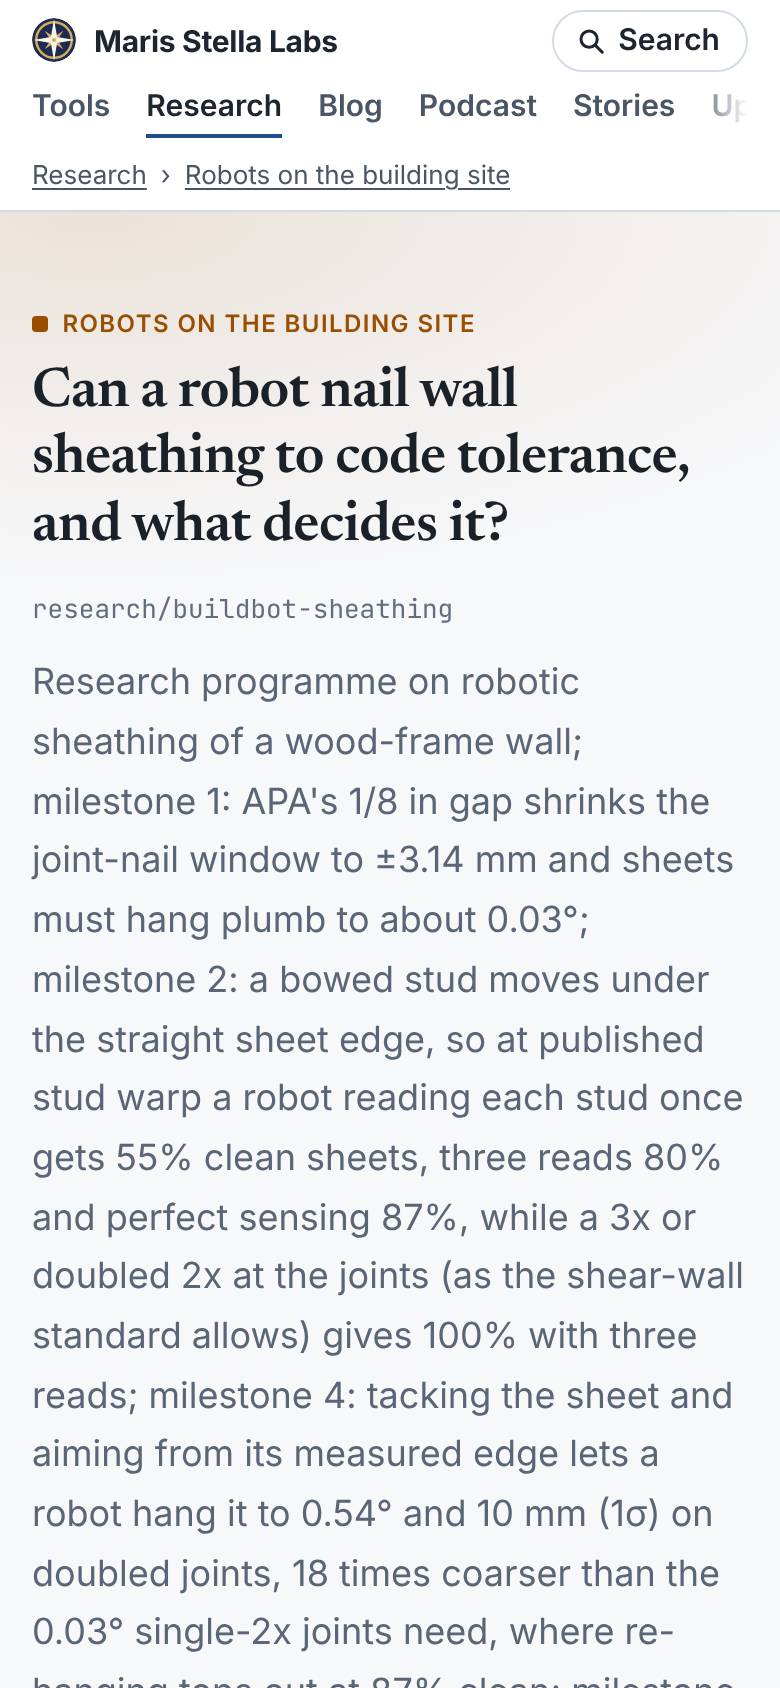 Maris Stella Labs
Search
Tools Research Blog Podcast Stories
Research › Robots on the building site
ROBOTS ON THE BUILDING SITE
Can a robot nail wall
sheathing to code tolerance,
and what decides it?
research/buildbot-sheathing
Research programme on robotic
sheathing of a wood-frame wall;
milestone 1: APA's 1/8 in gap shrinks the
joint-nail window to ±3.14 mm and sheets
must hang plumb to about 0.03°;
milestone 2: a bowed stud moves under
the straight sheet edge, so at published
stud warp a robot reading each stud once
gets 55% clean sheets, three reads 80%
and perfect sensing 87%, while a 3x or
doubled 2x at the joints (as the shear-wall
standard allows) gives 100% with three
reads; milestone 4: tacking the sheet and
aiming from its measured edge lets a
robot hang it to 0.54° and 10 mm (1σ) on
doubled joints, 18 times coarser than the
0.03° single-2x joints need, where re-